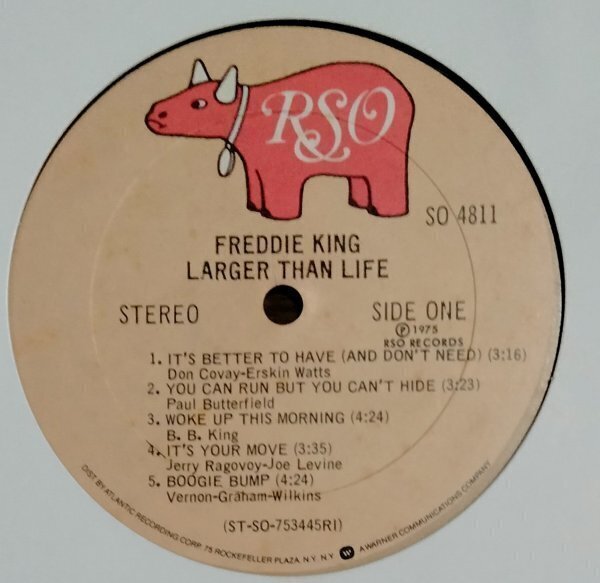 RSO
SO 4811
FREDDIE KING
LARGER THAN LIFE
STEREO
SIDE ONE
Ⓟ 1975
RSO RECORDS
1. IT'S BETTER TO HAVE (AND DON'T NEED) (3:16)
Don Covay-Erskin Watts
2. YOU CAN RUN BUT YOU CAN'T HIDE (3:23)
Paul Butterfield
3. WOKE UP THIS MORNING (4:24)
B. B. King
4. IT'S YOUR MOVE (3:35)
Jerry Ragovoy-Joe Levine
5. BOOGIE BUMP (4:24)
Vernon-Graham-Wilkins
(ST-SO-753445RI)
DIST. BY ATLANTIC RECORDING CORP. 75 ROCKEFELLER PLAZA, N.Y. N.Y. W A WARNER COMMUNICATIONS COMPANY